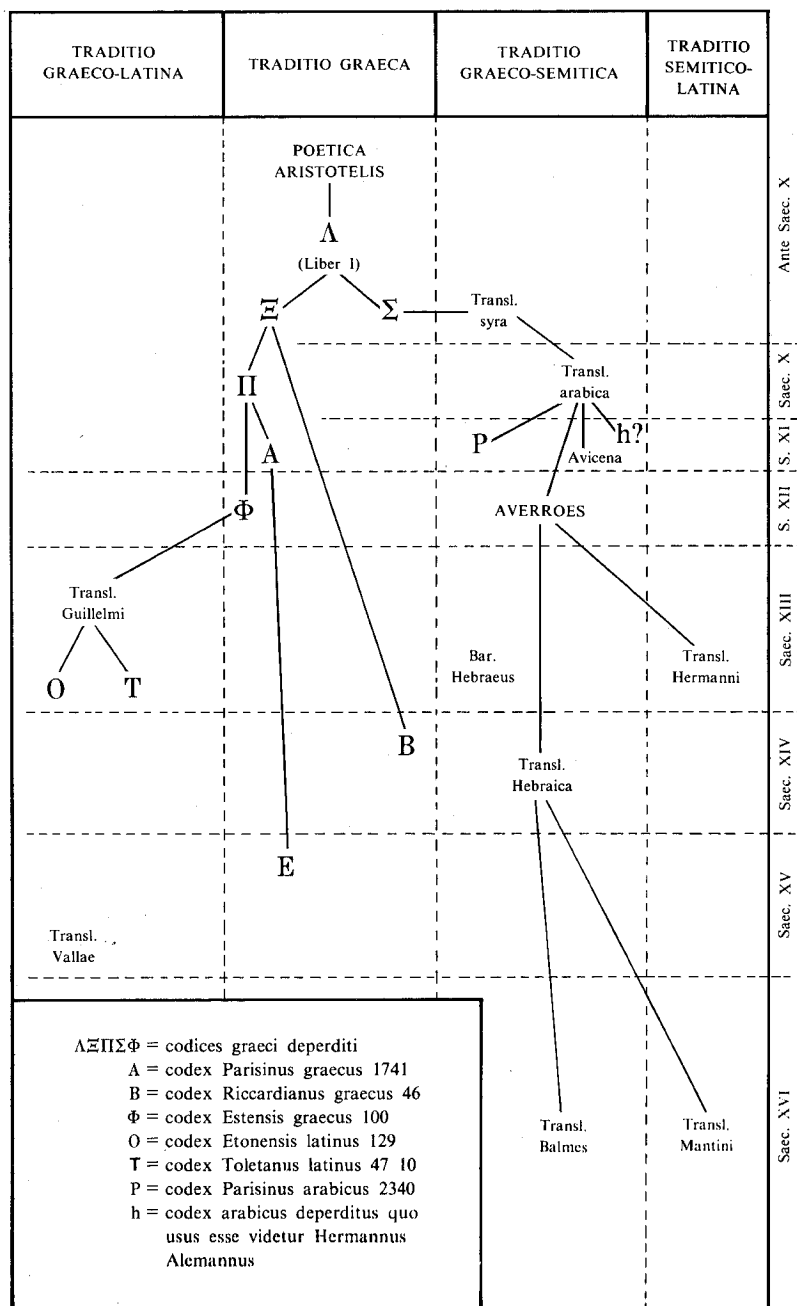 TRADITIO
GRAECO-LATINA
TRADITIO GRAECA
TRADITIO
GRAECO-SEMITICA
TRADITIO
SEMITICO-
LATINA
POETICA
ARISTOTELIS
Λ
(Liber I)
Ξ
Σ
Transl.
syra
Ante Saec. X
Π
Transl.
arabica
Saec. X
A
P
Avicena
h?
S. XI
Φ
AVERROES
S. XII
Transl.
Guillelmi
O
T
Bar.
Hebraeus
Transl.
Hermanni
Saec. XIII
B
Transl.
Hebraica
Saec. XIV
E
Transl.
Vallae
Saec. XV
Transl.
Balmes
Transl.
Mantini
Saec. XVI
ΛΞΠΣΦ = codices graeci deperditi
A = codex Parisinus graecus 1741
B = codex Riccardianus graecus 46
Φ = codex Estensis graecus 100
O = codex Etonensis latinus 129
T = codex Toletanus latinus 47 10
P = codex Parisinus arabicus 2340
h = codex arabicus deperditus quo
usus esse videtur Hermannus
Alemannus